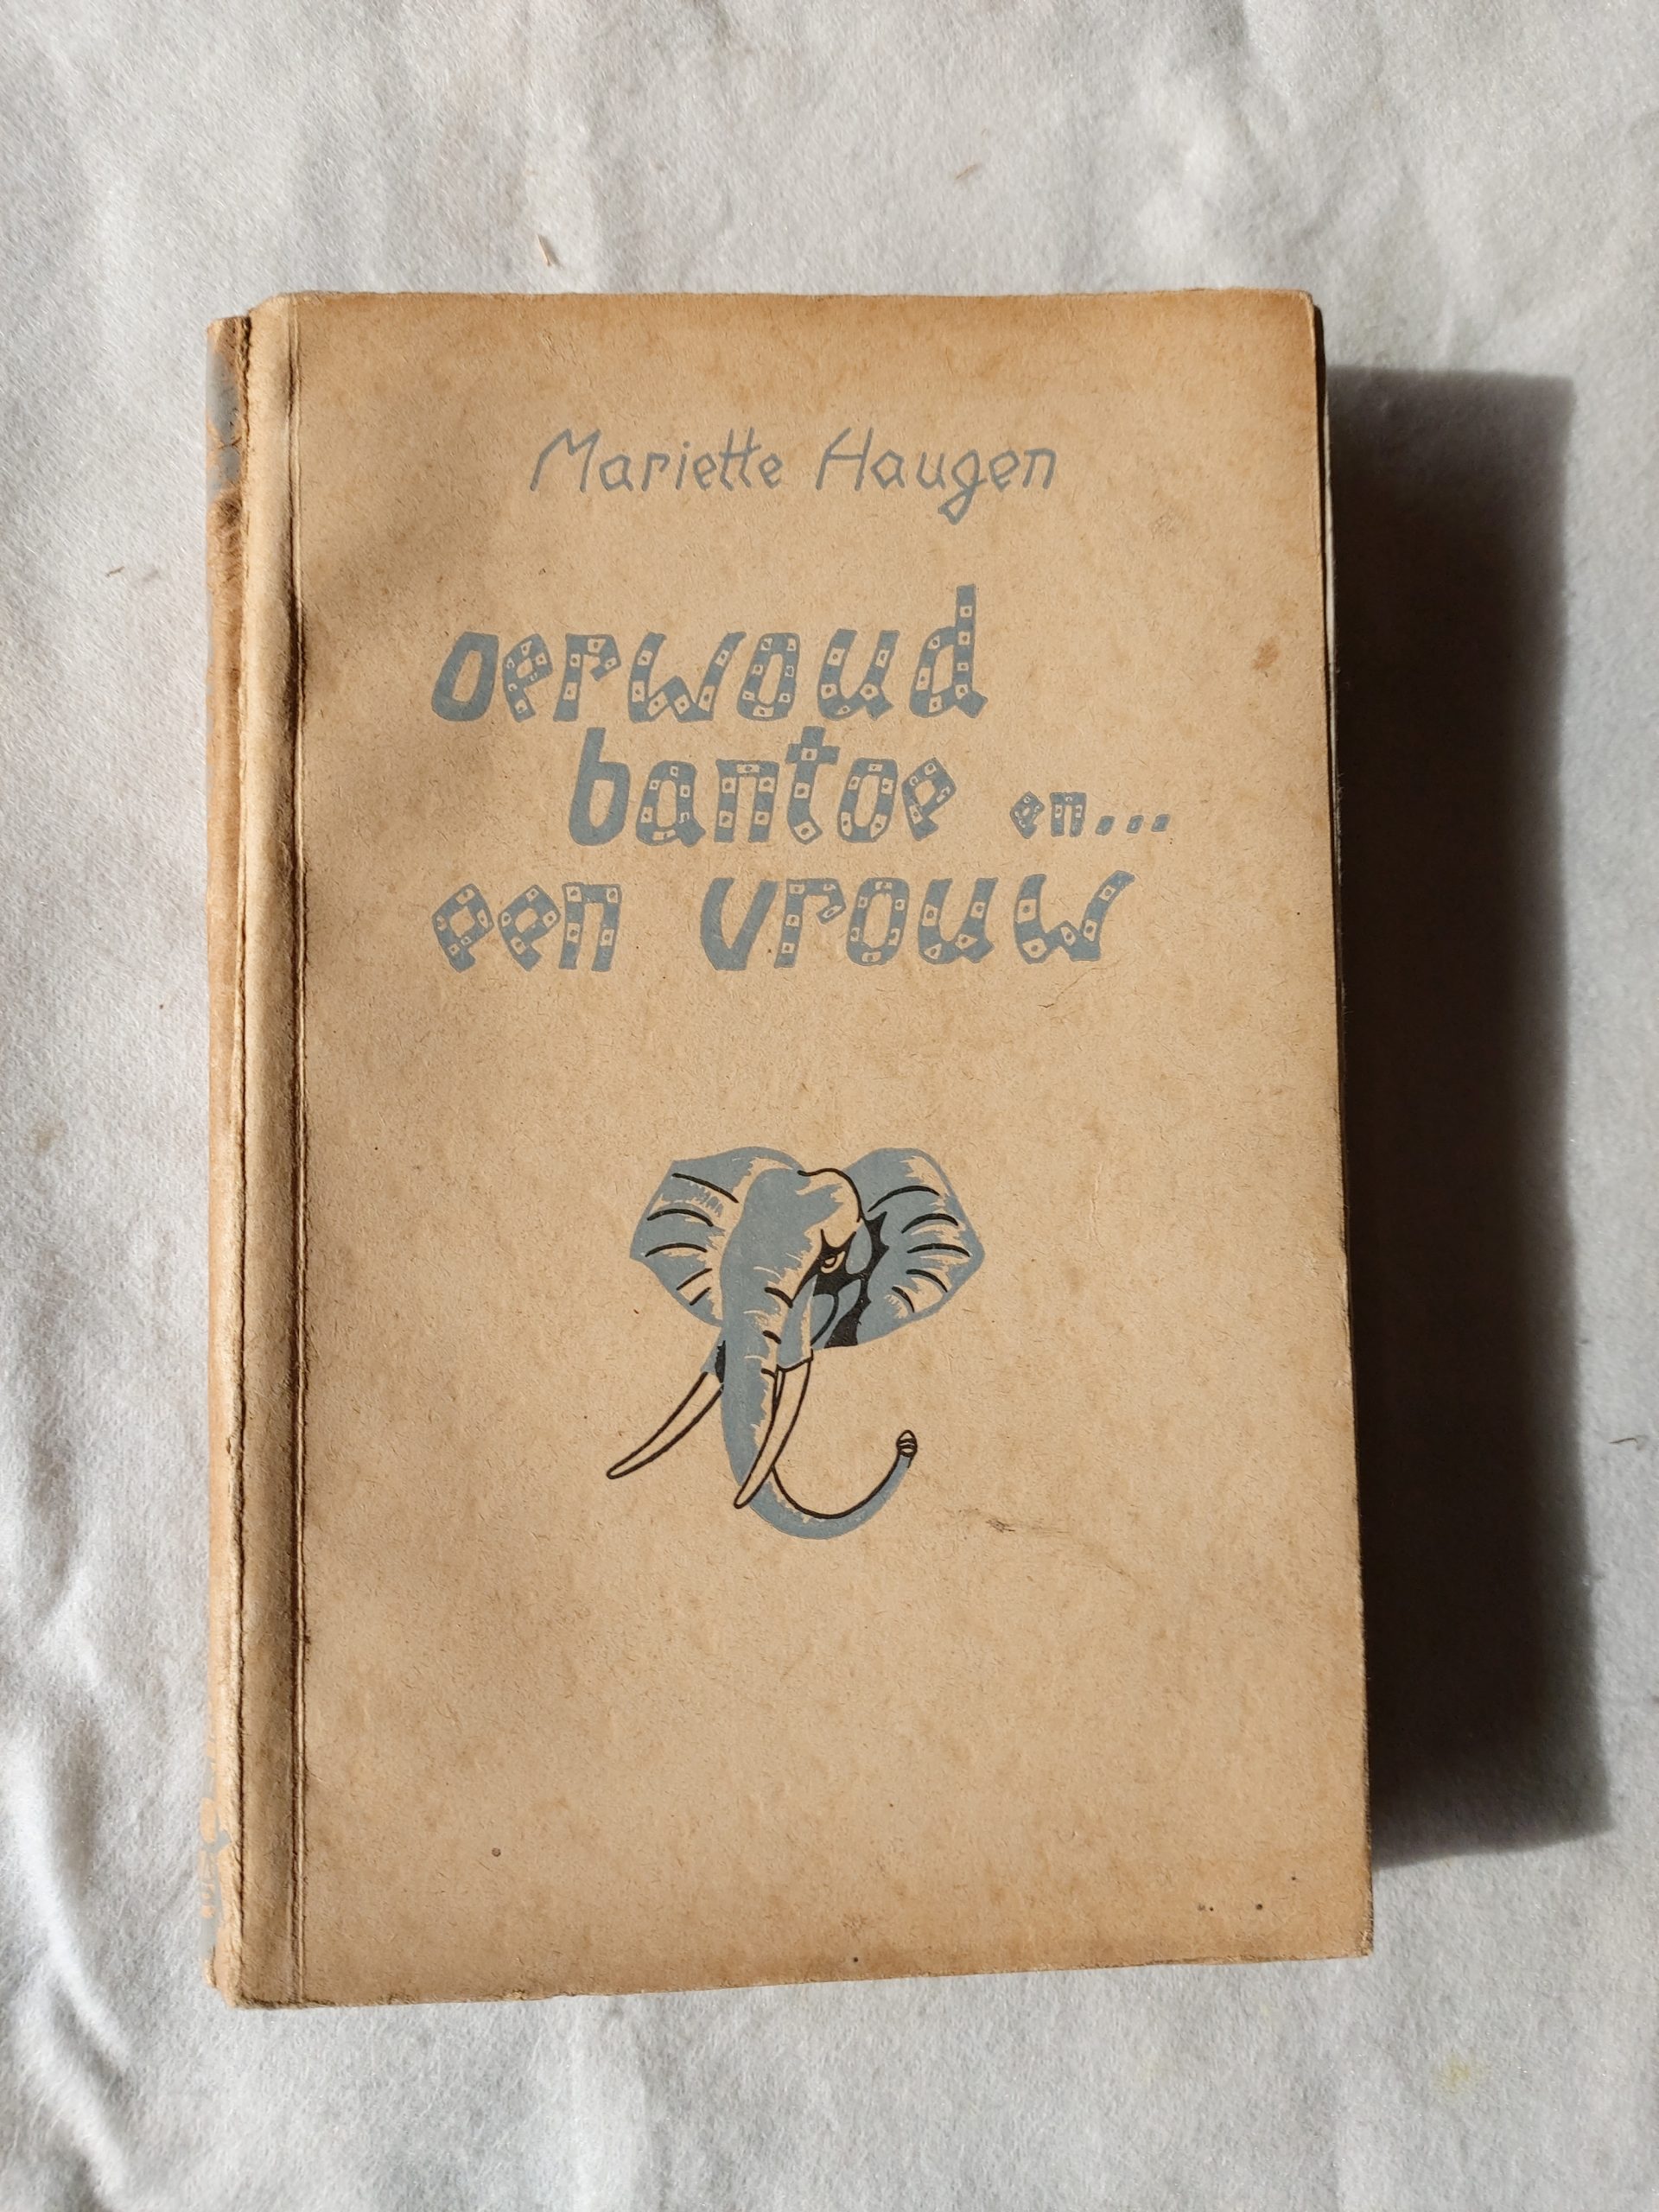 Mariette Haugen
oerwoud
bantoe en...
een vrouw